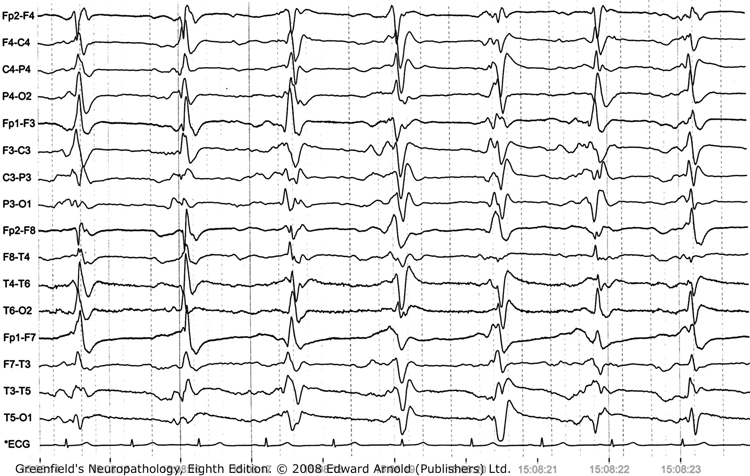 Fp2-F4
F4-C4
C4-P4
P4-O2
Fp1-F3
F3-C3
C3-P3
P3-O1
Fp2-F8
F8-T4
T4-T6
T6-O2
Fp1-F7
F7-T3
T3-T5
T5-O1
*ECG
15:08:21 15:08:22 15:08:23
Greenfield's Neuropathology, Eighth Edition. © 2008 Edward Arnold (Publishers) Ltd.